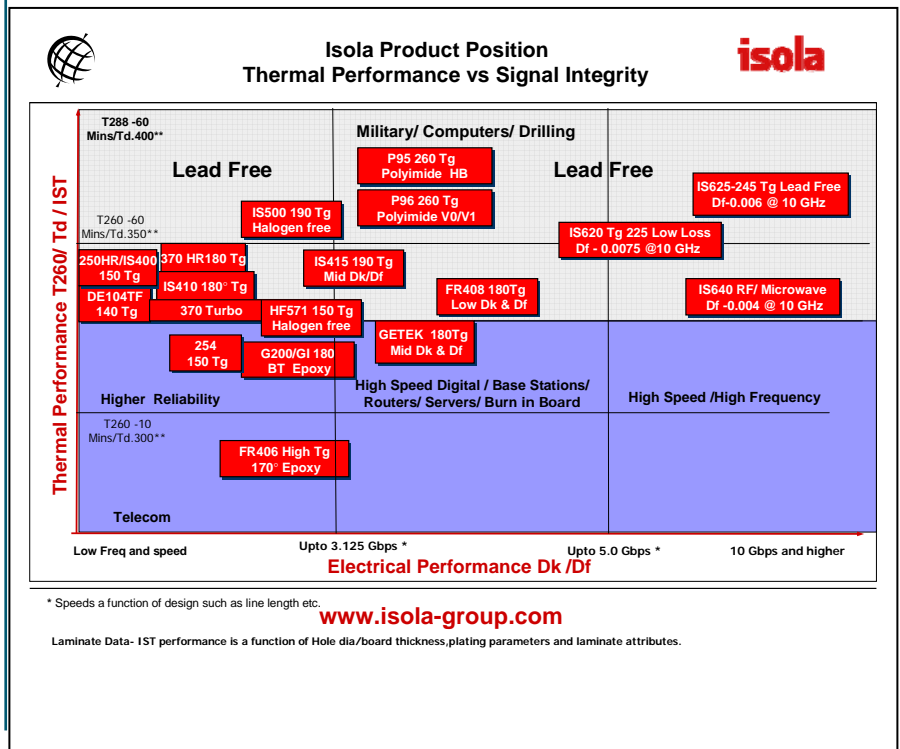 Isola Product Position
Thermal Performance vs Signal Integrity
isola
T288 -60
Mins/Td.400**
Military/ Computers/ Drilling
Lead Free
Lead Free
P95 260 Tg
Polyimide HB
P96 260 Tg
Polyimide V0/V1
IS625-245 Tg Lead Free
Df-0.006 @ 10 GHz
IS500 190 Tg
Halogen free
T260 -60
Mins/Td.350**
IS620 Tg 225 Low Loss
Df - 0.0075 @10 GHz
250HR/IS400
150 Tg
370 HR180 Tg
IS415 190 Tg
Mid Dk/Df
IS410 180° Tg
FR408 180Tg
Low Dk & Df
IS640 RF/ Microwave
Df -0.004 @ 10 GHz
DE104TF
140 Tg
370 Turbo
HF571 150 Tg
Halogen free
GETEK 180Tg
Mid Dk & Df
254
150 Tg
G200/GI 180
BT Epoxy
Higher Reliability
High Speed Digital / Base Stations/
Routers/ Servers/ Burn in Board
High Speed /High Frequency
T260 -10
Mins/Td.300**
FR406 High Tg
170° Epoxy
Telecom
Thermal Performance T260/ Td / IST
Low Freq and speed
Upto 3.125 Gbps *
Upto 5.0 Gbps *
10 Gbps and higher
Electrical Performance Dk /Df
* Speeds a function of design such as line length etc.
www.isola-group.com
Laminate Data- IST performance is a function of Hole dia/board thickness,plating parameters and laminate attributes.